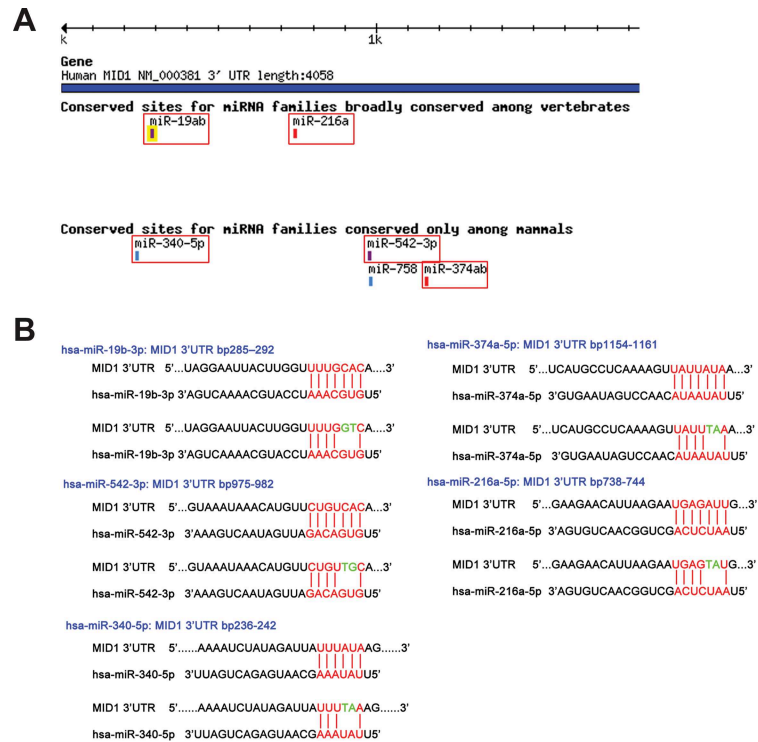 A
k 1k
Gene
Human MID1 NM_000381 3′ UTR length:4058
Conserved sites for miRNA families broadly conserved among vertebrates
miR-19ab miR-216a
Conserved sites for miRNA families conserved only among mammals
miR-340-5p miR-542-3p
miR-758 miR-374ab
B
hsa-miR-19b-3p: MID1 3'UTR bp285–292
MID1 3'UTR 5'...UAGGAAUUACUUGGUUUUGCACA....3'
hsa-miR-19b-3p 3'AGUCAAAACGUACCUAAACGUGU5'
MID1 3'UTR 5'...UAGGAAUUACUUGGUUUUGGTCA....3'
hsa-miR-19b-3p 3'AGUCAAAACGUACCUAAACGUGU5'
hsa-miR-542-3p: MID1 3'UTR bp975-982
MID1 3'UTR 5'...GUAAAUAAACAUGUUCUGUCACA...3'
hsa-miR-542-3p 3'AAAGUCAAUAGUUAGACAGUGU5'
MID1 3'UTR 5'...GUAAAUAAACAUGUUCUGUTGCA...3'
hsa-miR-542-3p 3'AAAGUCAAUAGUUAGACAGUGU5'
hsa-miR-340-5p: MID1 3'UTR bp236-242
MID1 3'UTR 5'......AAAAUCUAUAGAUUAUUUAUAAG......3'
hsa-miR-340-5p 3'UUAGUCAGAGUAACGAAAUAUU5'
MID1 3'UTR 5'......AAAAUCUAUAGAUUAUUUTAAAG......3'
hsa-miR-340-5p 3'UUAGUCAGAGUAACGAAAUAUU5'
hsa-miR-374a-5p: MID1 3'UTR bp1154-1161
MID1 3'UTR 5'...UCAUGCCUCAAAAGUUAUUAUAA...3'
hsa-miR-374a-5p 3'GUGAAUAGUCCAACAUAAUAUU5'
MID1 3'UTR 5'...UCAUGCCUCAAAAGUUAUUTAAA...3'
hsa-miR-374a-5p 3'GUGAAUAGUCCAACAUAAUAUU5'
hsa-miR-216a-5p: MID1 3'UTR bp738-744
MID1 3'UTR 5'...GAAGAACAUUAAGAAUGAGAUUG...3'
hsa-miR-216a-5p 3'AGUGUCAACGGUCGACUCUAAU5'
MID1 3'UTR 5'...GAAGAACAUUAAGAAUGAGTAUG...3'
hsa-miR-216a-5p 3'AGUGUCAACGGUCGACUCUAAU5'